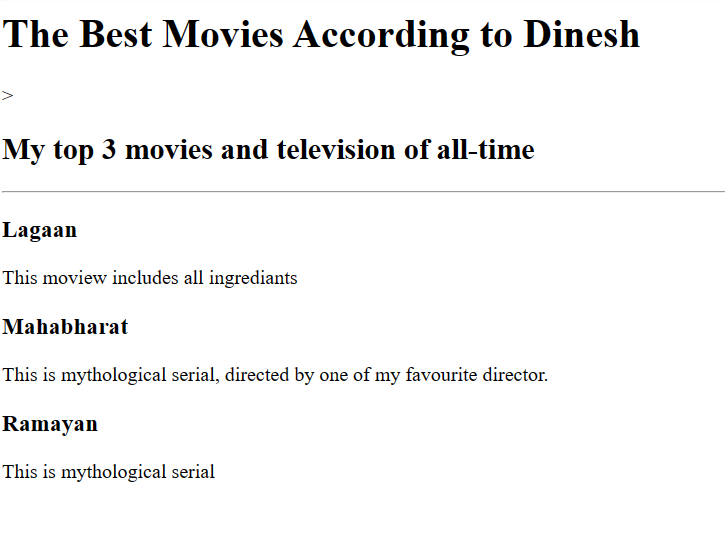 The Best Movies According to Dinesh
>
My top 3 movies and television of all-time
Lagaan
This moview includes all ingrediants
Mahabharat
This is mythological serial, directed by one of my favourite director.
Ramayan
This is mythological serial